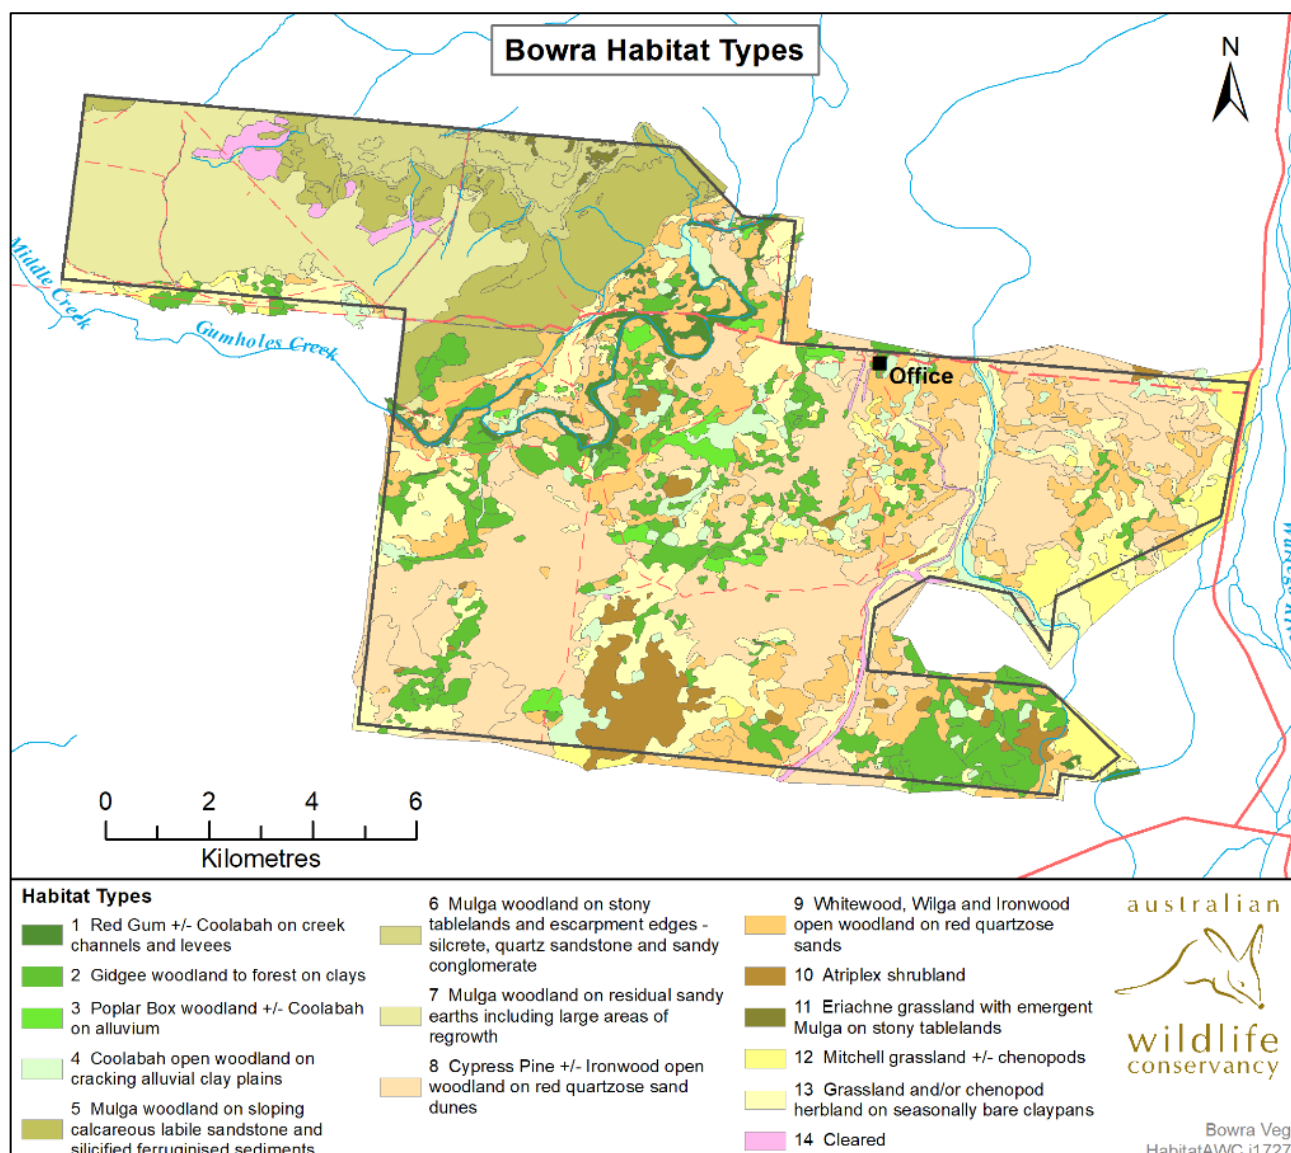 Bowra Habitat Types
N
Middle Creek
Gumholes Creek
Office
0 2 4 6
Kilometres
Habitat Types
1 Red Gum +/- Coolabah on creek
channels and levees
2 Gidgee woodland to forest on clays
3 Poplar Box woodland +/- Coolabah
on alluvium
4 Coolabah open woodland on
cracking alluvial clay plains
5 Mulga woodland on sloping
calcareous labile sandstone and
silicified ferruginised sediments
6 Mulga woodland on stony
tablelands and escarpment edges -
silcrete, quartz sandstone and sandy
conglomerate
7 Mulga woodland on residual sandy
earths including large areas of
regrowth
8 Cypress Pine +/- Ironwood open
woodland on red quartzose sand
dunes
9 Whitewood, Wilga and Ironwood
open woodland on red quartzose
sands
10 Atriplex shrubland
11 Eriachne grassland with emergent
Mulga on stony tablelands
12 Mitchell grassland +/- chenopods
13 Grassland and/or chenopod
herbland on seasonally bare claypans
14 Cleared
australian
wildlife
conservancy
Bowra Veg
HabitatAWC i1727